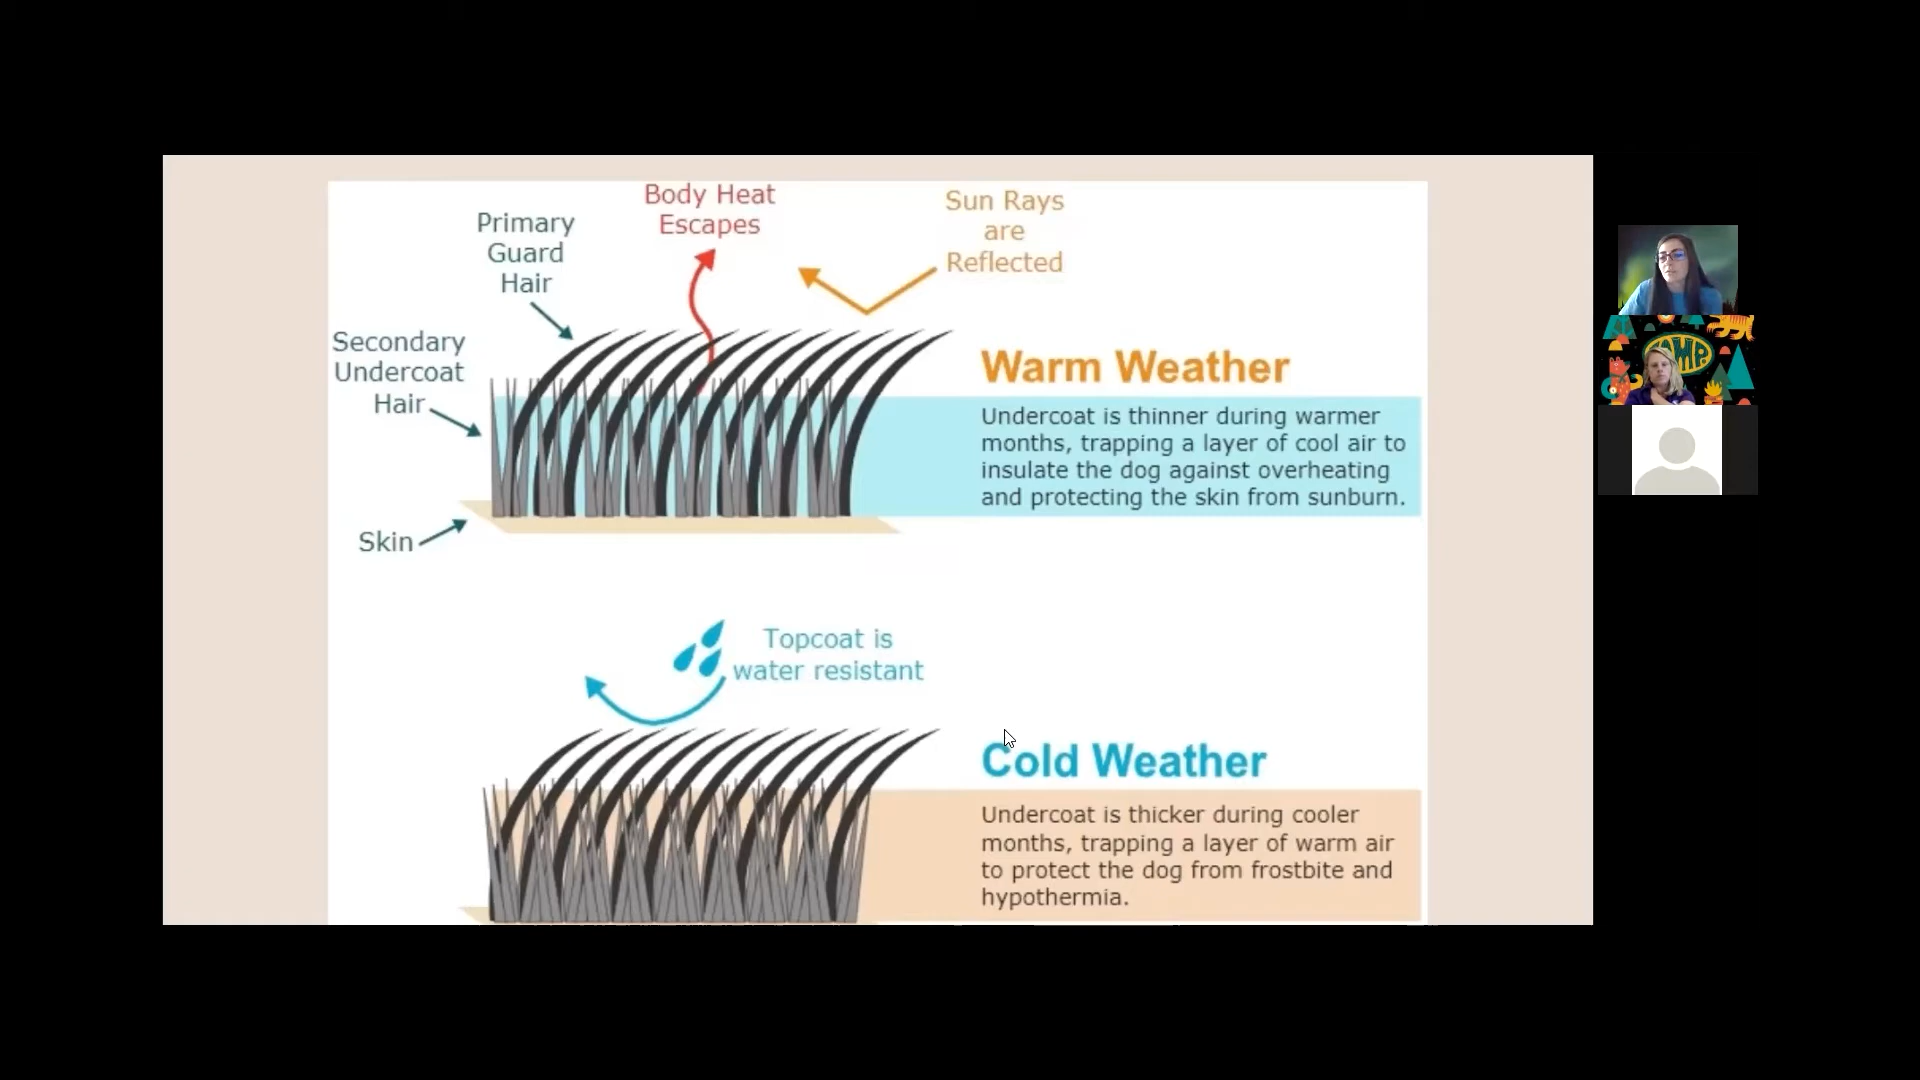 Body Heat
Escapes
Sun Rays
are
Reflected
Primary
Guard
Hair
Secondary
Undercoat
Hair
Skin
Warm Weather
Undercoat is thinner during warmer
months, trapping a layer of cool air to
insulate the dog against overheating
and protecting the skin from sunburn.
Topcoat is
water resistant
Cold Weather
Undercoat is thicker during cooler
months, trapping a layer of warm air
to protect the dog from frostbite and
hypothermia.